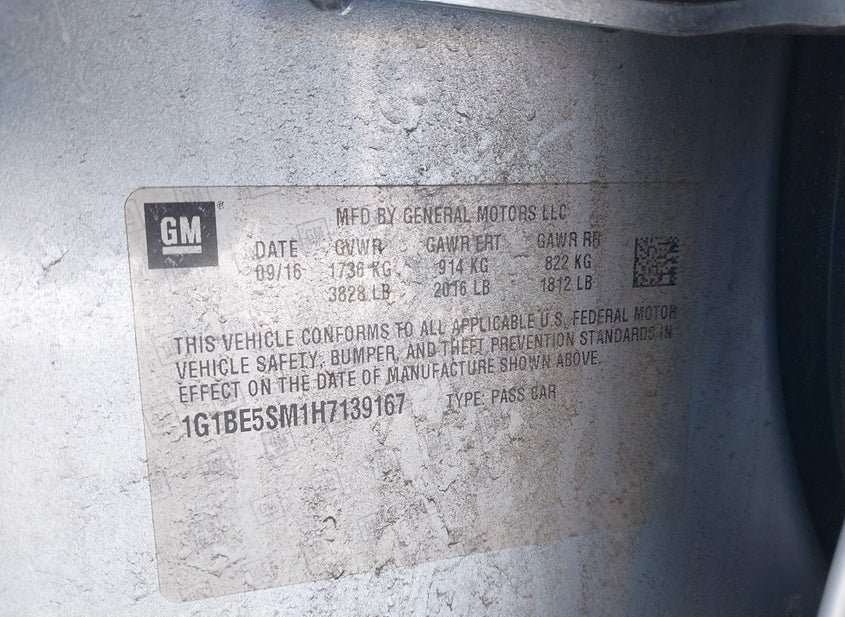 GM ®
MFD BY GENERAL MOTORS LLC
DATE GVWR GAWR FRT GAWR RR
09/16 1736 KG 914 KG 822 KG
3828 LB 2016 LB 1812 LB
THIS VEHICLE CONFORMS TO ALL APPLICABLE U.S. FEDERAL MOTOR
VEHICLE SAFETY, BUMPER, AND THEFT PREVENTION STANDARDS IN
EFFECT ON THE DATE OF MANUFACTURE SHOWN ABOVE.
1G1BE5SM1H7139167 TYPE: PASS CAR